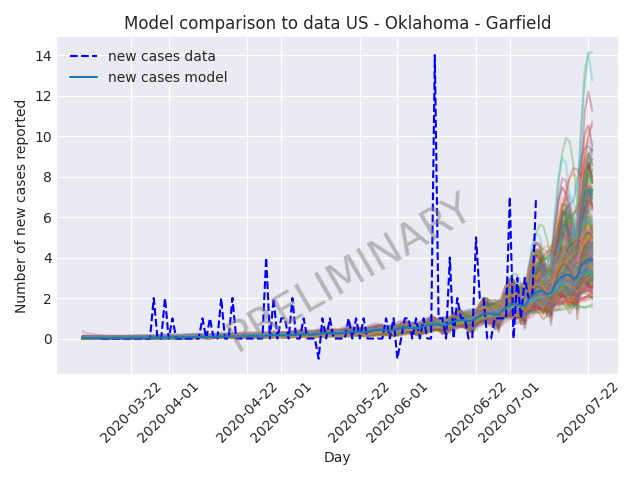 Model comparison to data US - Oklahoma - Garfield
new cases data
new cases model
Number of new cases reported
14
12
10
8
6
4
2
0
PRELIMINARY
2020-03-22
2020-04-01
2020-04-22
2020-05-01
2020-05-22
2020-06-01
2020-06-22
2020-07-01
2020-07-22
Day